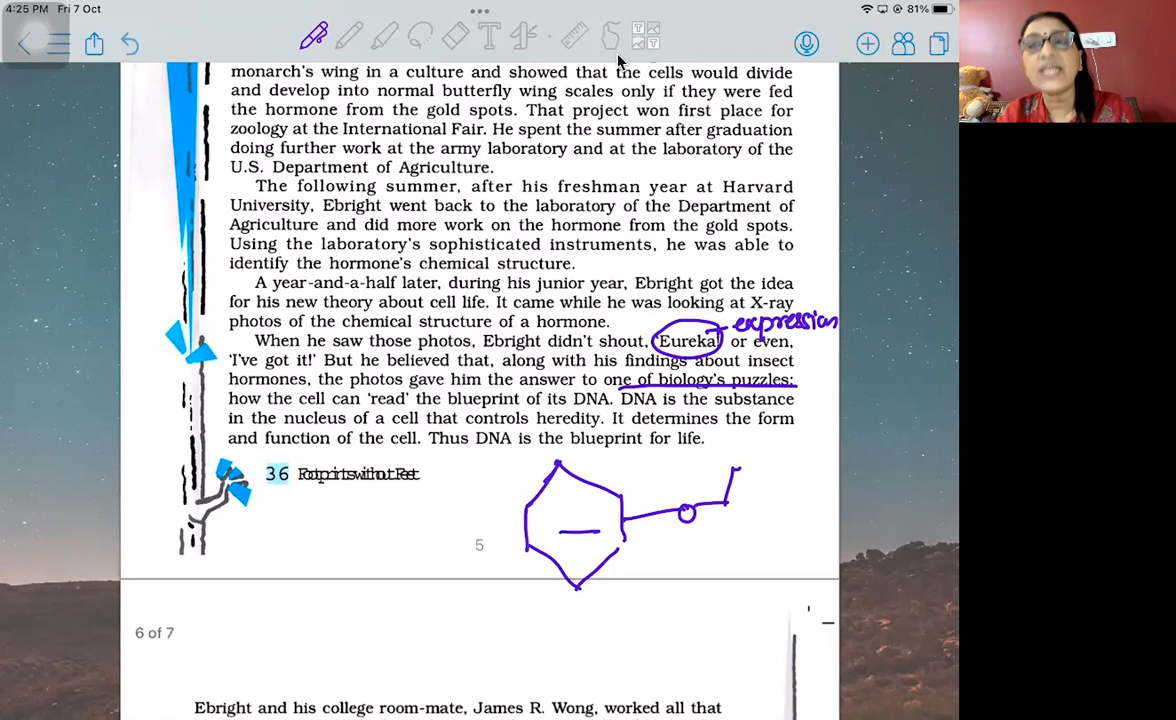 4:25 PM Fri 7 Oct
81%
monarch's wing in a culture and showed that the cells would divide
and develop into normal butterfly wing scales only if they were fed
the hormone from the gold spots. That project won first place for
zoology at the International Fair. He spent the summer after graduation
doing further work at the army laboratory and at the laboratory of the
U.S. Department of Agriculture.
The following summer, after his freshman year at Harvard
University, Ebright went back to the laboratory of the Department of
Agriculture and did more work on the hormone from the gold spots.
Using the laboratory's sophisticated instruments, he was able to
identify the hormone's chemical structure.
A year-and-a-half later, during his junior year, Ebright got the idea
for his new theory about cell life. It came while he was looking at X-ray
photos of the chemical structure of a hormone.
expression
When he saw those photos, Ebright didn't shout, 'Eureka!' or even,
'I've got it!' But he believed that, along with his findings about insect
hormones, the photos gave him the answer to one of biology's puzzles:
how the cell can 'read' the blueprint of its DNA. DNA is the substance
in the nucleus of a cell that controls heredity. It determines the form
and function of the cell. Thus DNA is the blueprint for life.
36 Footprints without Feet
5
6 of 7
Ebright and his college room-mate, James R. Wong, worked all that